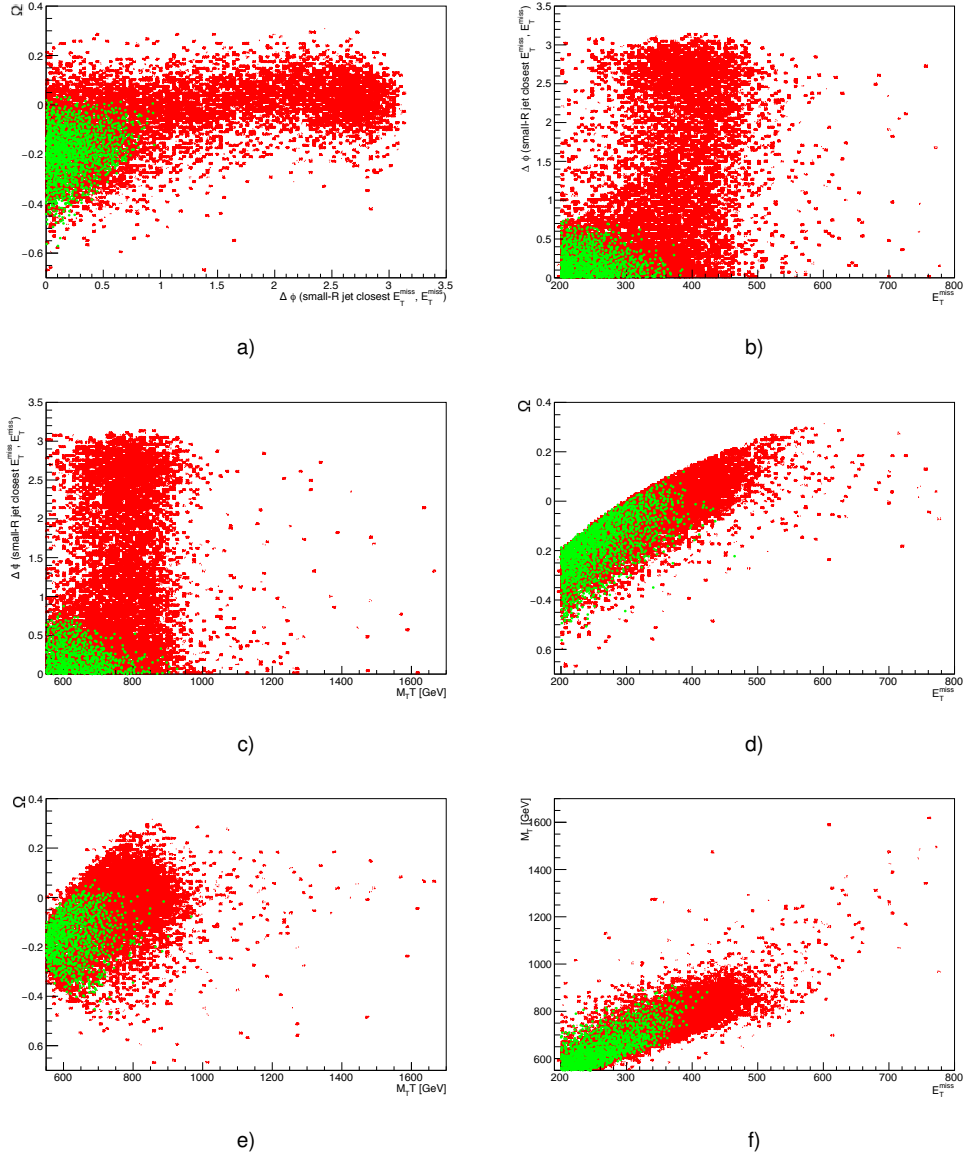 Ω
0.4
0.2
0
−0.2
−0.4
−0.6
0 0.5 1 1.5 2 2.5 3 3.5
Δ ϕ (small-R jet closest E_T^miss, E_T^miss)
a)
Δ ϕ (small-R jet closest E_T^miss, E_T^miss)
3.5
3
2.5
2
1.5
1
0.5
0
200 300 400 500 600 700 800
E_T^miss
b)
Δ ϕ (small-R jet closest E_T^miss, E_T^miss)
3.5
3
2.5
2
1.5
1
0.5
0
600 800 1000 1200 1400 1600
M_T T [GeV]
c)
Ω
0.4
0.2
0
0.2
−0.4
0.6
200 300 400 500 600 700 800
E_T^miss
d)
Ω
0.4
0.2
0
−0.2
−0.4
0.6
600 800 1000 1200 1400 1600
M_T T [GeV]
e)
M_T [GeV]
1600
1400
1200
1000
800
600
200 300 400 500 600 700 800
E_T^miss
f)